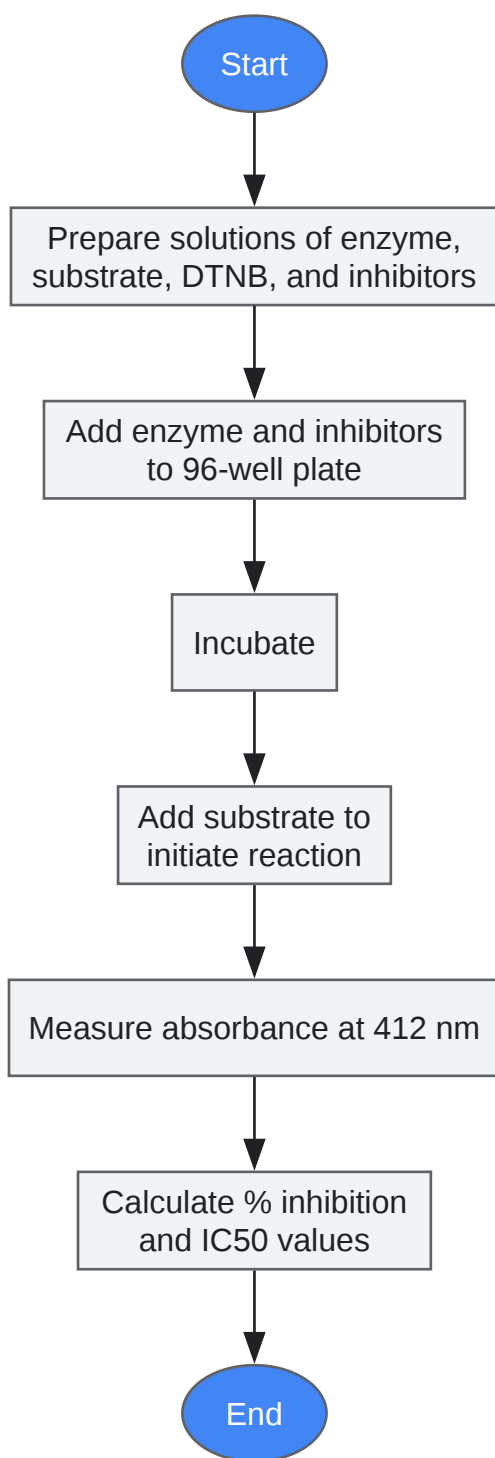 Start
Prepare solutions of enzyme,
substrate, DTNB, and inhibitors
Add enzyme and inhibitors
to 96-well plate
Incubate
Add substrate to
initiate reaction
Measure absorbance at 412 nm
Calculate % inhibition
and IC50 values
End